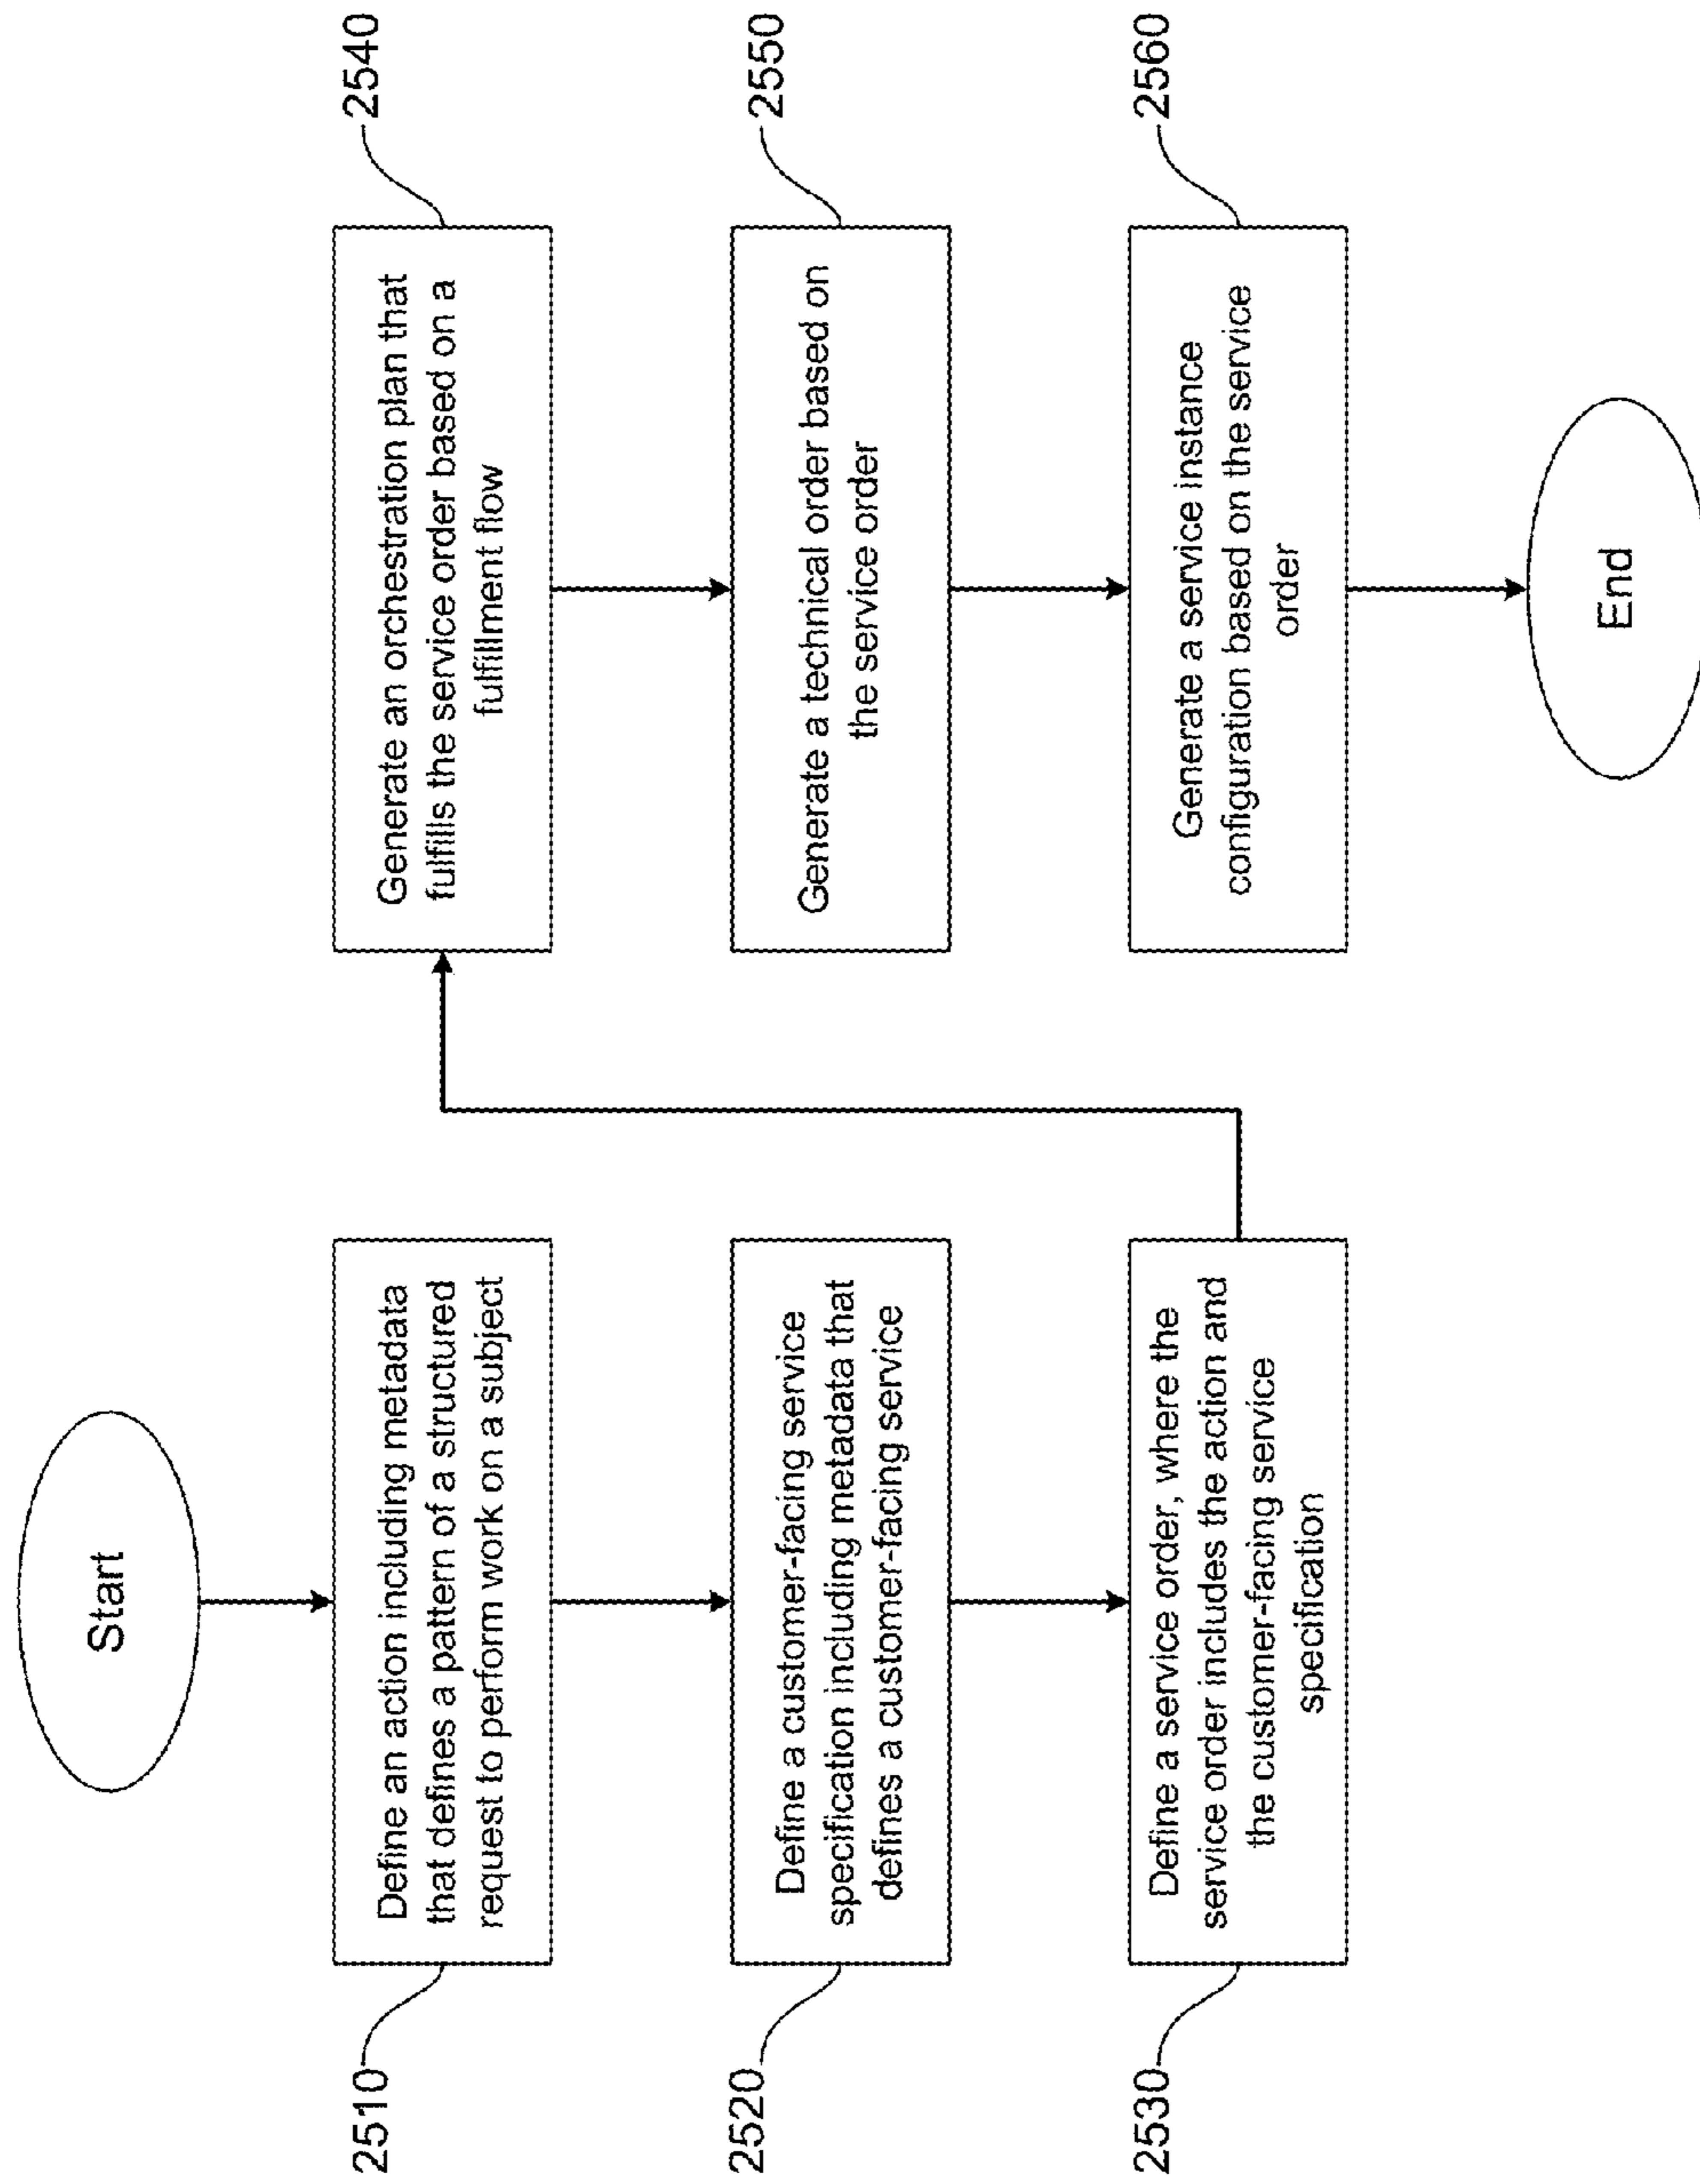 Start
2510
Define an action including metadata
that defines a pattern of a structured
request to perform work on a subject
2520
Define a customer-facing service
specification including metadata that
defines a customer-facing service
2530
Define a service order, where the
service order includes the action and
the customer-facing service
specification
2540
Generate an orchestration plan that
fulfills the service order based on a
fulfillment flow
2550
Generate a technical order based on
the service order
2560
Generate a service instance
configuration based on the service
order
End